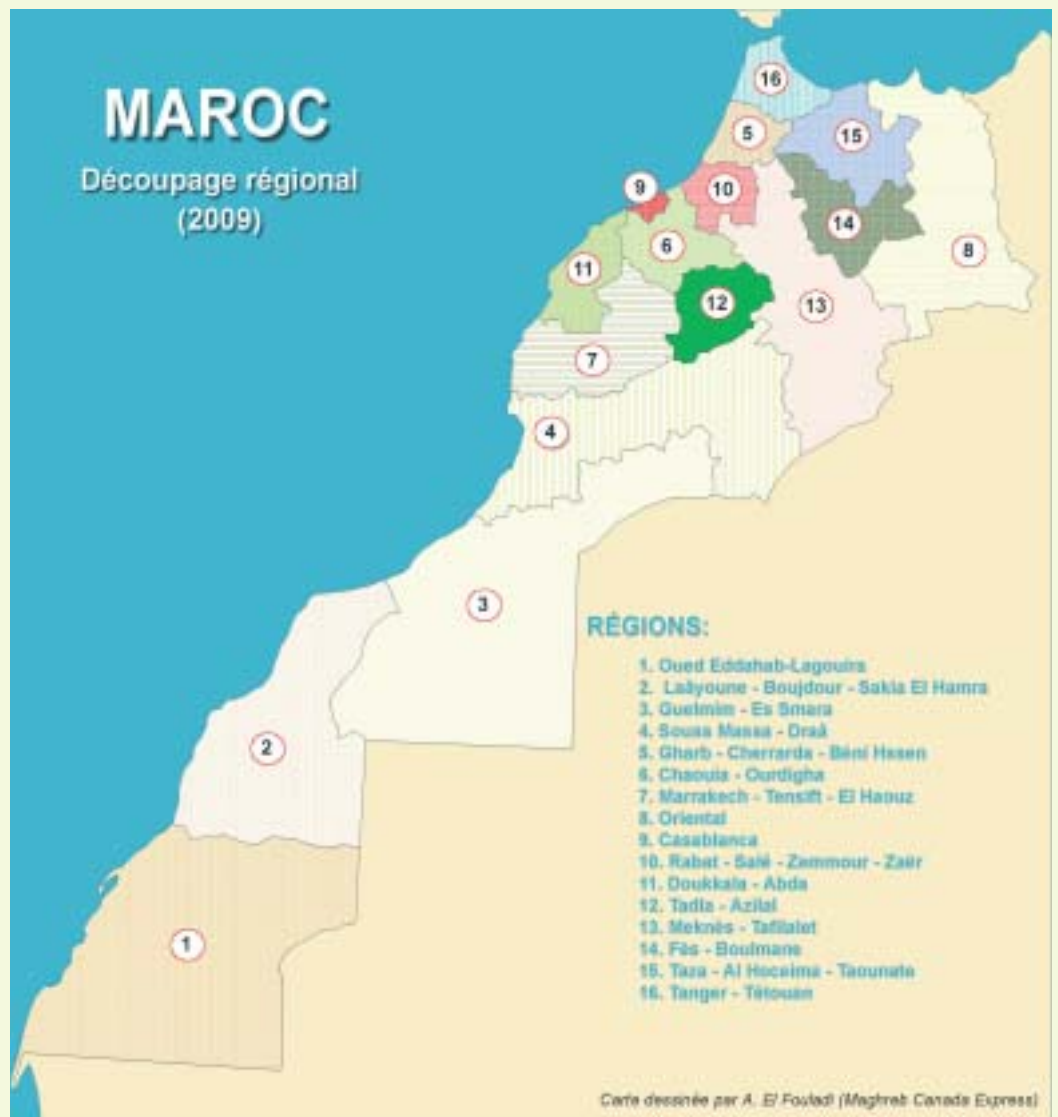 MAROC
Découpage régional
(2009)
16
5
15
9
10
14
6
8
11
12
13
7
4
3
2
1
RÉGIONS:
1. Oued Eddahab-Lagouira
2. Laâyoune - Boujdour - Sakia El Hamra
3. Guelmim - Es Smara
4. Souss Massa - Draâ
5. Gharb - Cherrarda - Béni Hssen
6. Chaouia - Ourdigha
7. Marrakech - Tensift - El Haouz
8. Oriental
9. Casablanca
10. Rabat - Salé - Zemmour - Zaër
11. Doukkala - Abda
12. Tadla - Azilal
13. Meknès - Tafilalet
14. Fès - Boulmane
15. Taza - Al Hoceima - Taounate
16. Tanger - Tétouan
Carte dessinée par A. El Fouladi (Maghreb Canada Express)